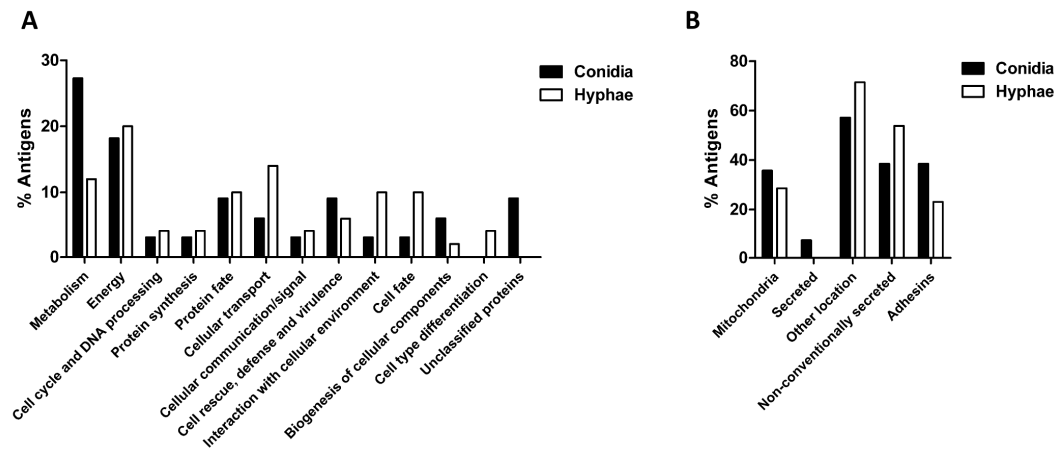 A
% Antigens
30
20
10
0
Conidia
Hyphae
Metabolism
Energy
Cell cycle and DNA processing
Protein synthesis
Protein fate
Cellular transport
Cellular communication/signal
Cell rescue, defense and virulence
Interaction with cellular environment
Cell fate
Biogenesis of cellular components
Cell type differentiation
Unclassified proteins
B
% Antigens
80
60
40
20
0
Conidia
Hyphae
Mitochondria
Secreted
Other location
Non-conventionally secreted
Adhesins